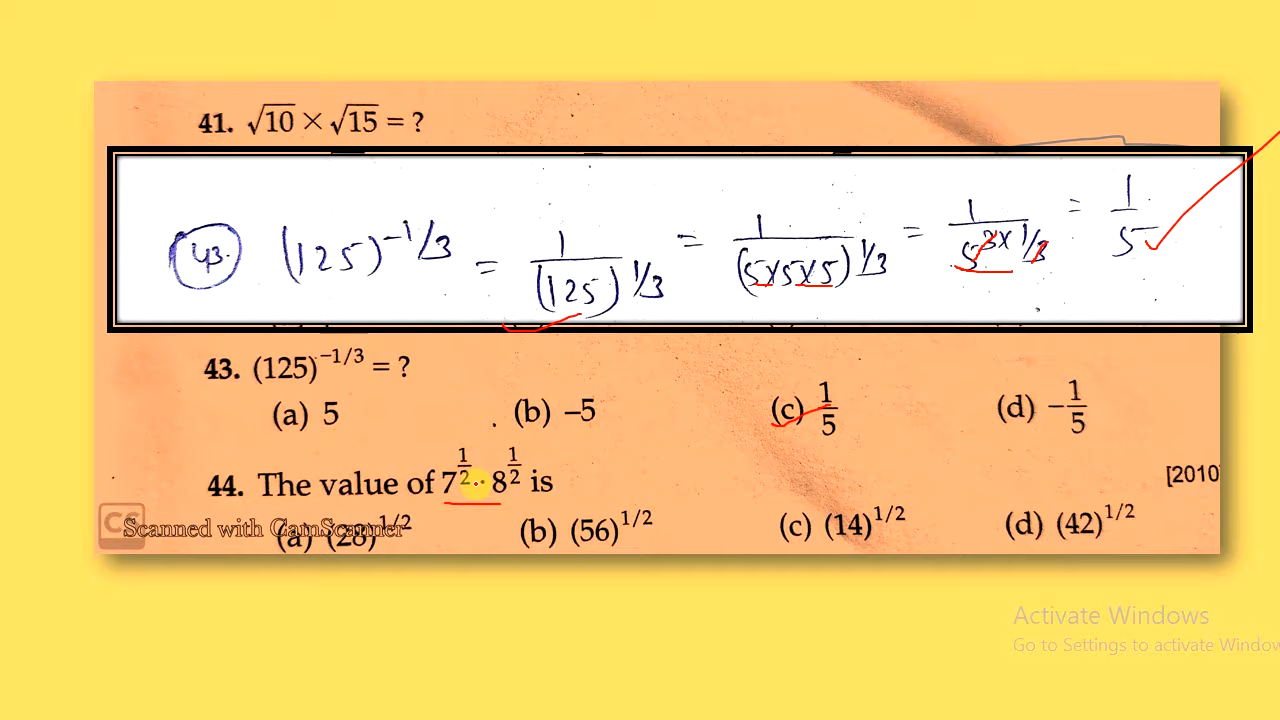 41. √10 × √15 = ?
43. (125)^-1/3 = 1/(125)^1/3 = 1/(5×5×5)^1/3 = 1/5^3×1/3 = 1/5
43. (125)^−1/3 = ?
(a) 5 (b) –5 (c) 1/5 (d) −1/5
44. The value of 7^1/2 · 8^1/2 is
[2010
(a) (28)^1/2 (b) (56)^1/2 (c) (14)^1/2 (d) (42)^1/2
CS
Scanned with CamScanner
Activate Windows
Go to Settings to activate Window